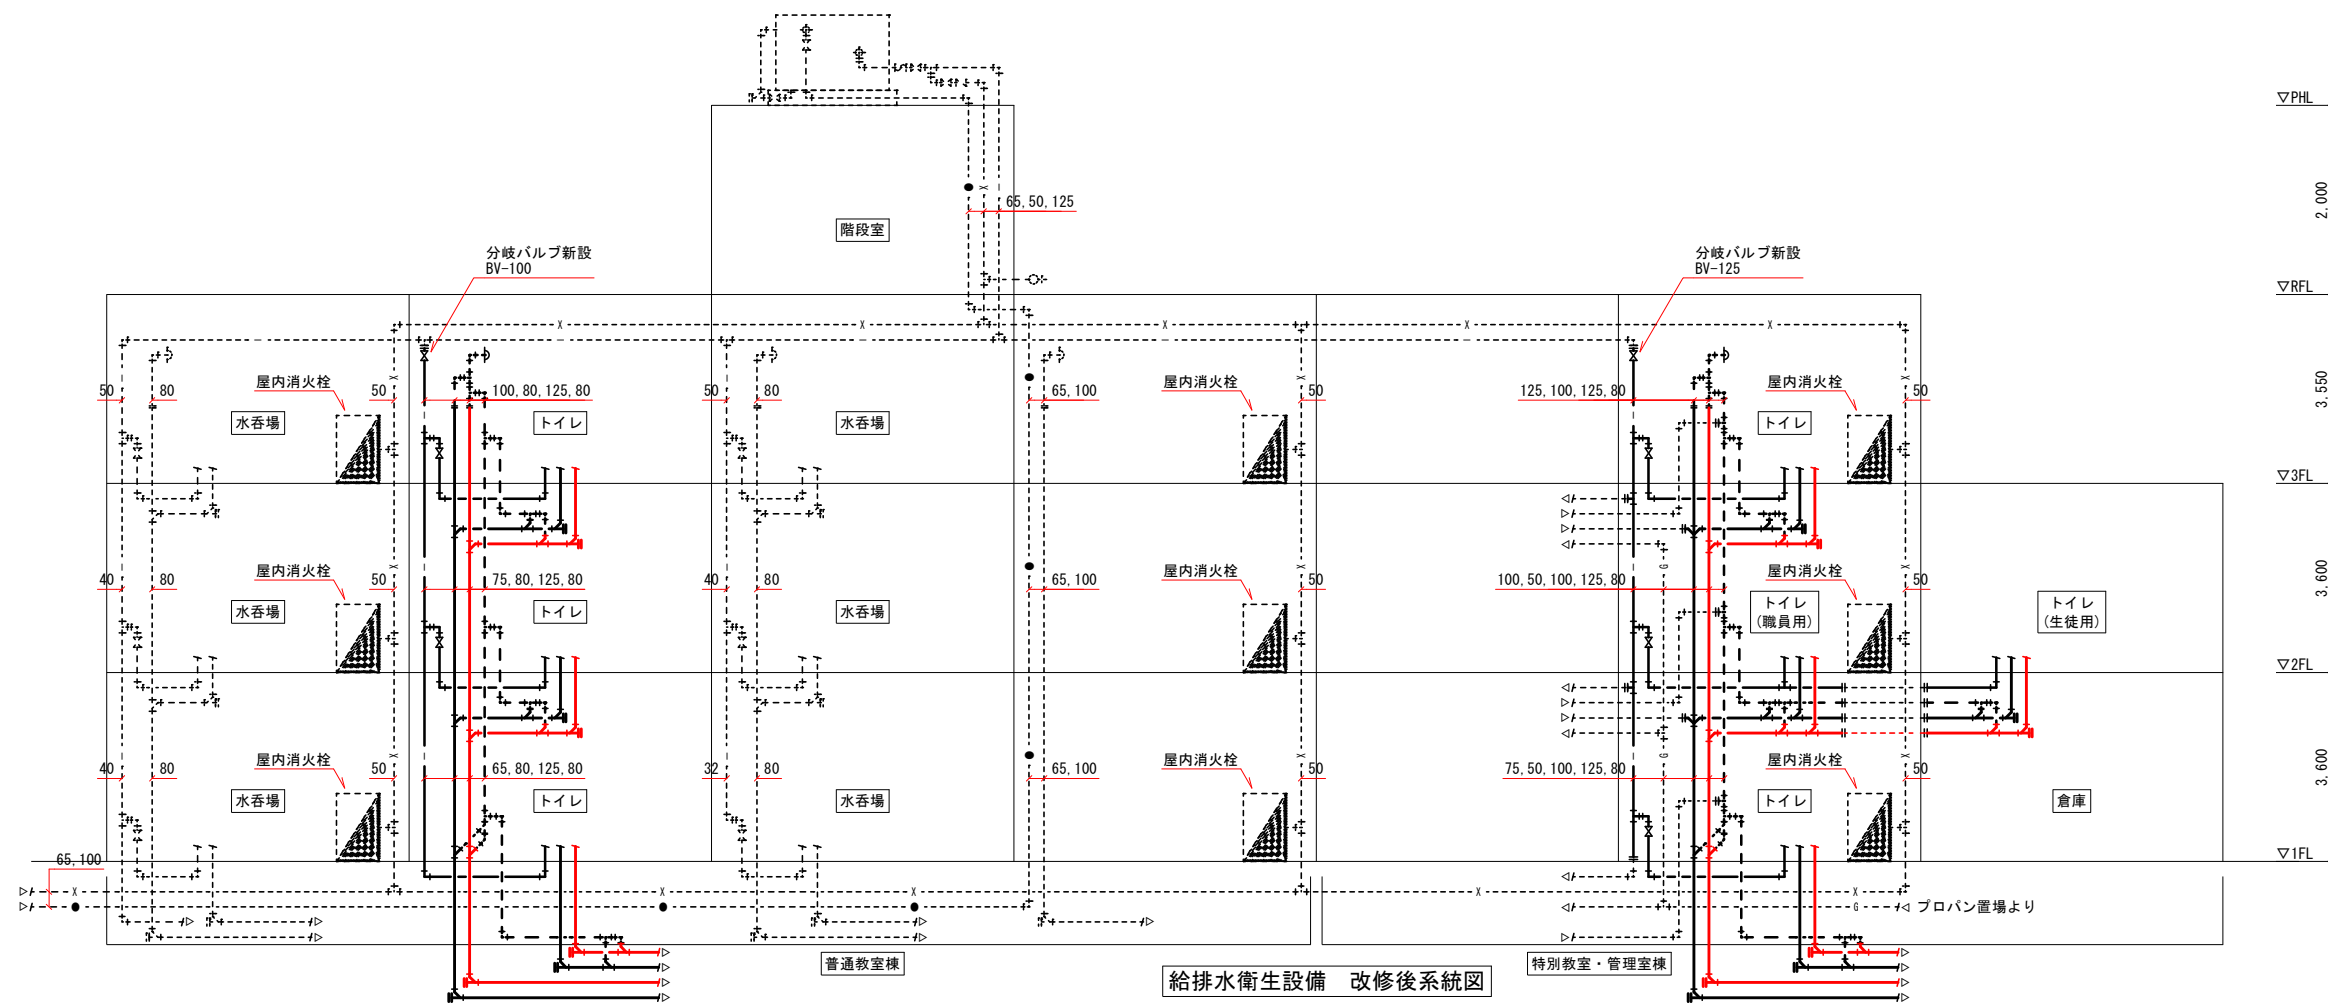 ▽PHL
2,000
65,50,125
階段室
分岐バルブ新設
BV-100
分岐バルブ新設
BV-125
▽RFL
屋内消火栓
屋内消火栓
屋内消火栓
50
80
50
100,80,125,80
50
80
65,100
50
125,100,125,80
50
3,550
水呑場
トイレ
水呑場
トイレ
▽3FL
屋内消火栓
屋内消火栓
屋内消火栓
40
80
50
75,80,125,80
40
80
65,100
50
100,50,100,125,80
50
3,600
水呑場
トイレ
水呑場
トイレ
(職員用)
トイレ
(生徒用)
▽2FL
屋内消火栓
屋内消火栓
屋内消火栓
40
80
50
65,80,125,80
32
80
65,100
50
75,50,100,125,80
50
3,600
水呑場
トイレ
水呑場
トイレ
倉庫
▽1FL
65,100
プロパン置場より
普通教室棟
特別教室・管理室棟
給排水衛生設備　改修後系統図